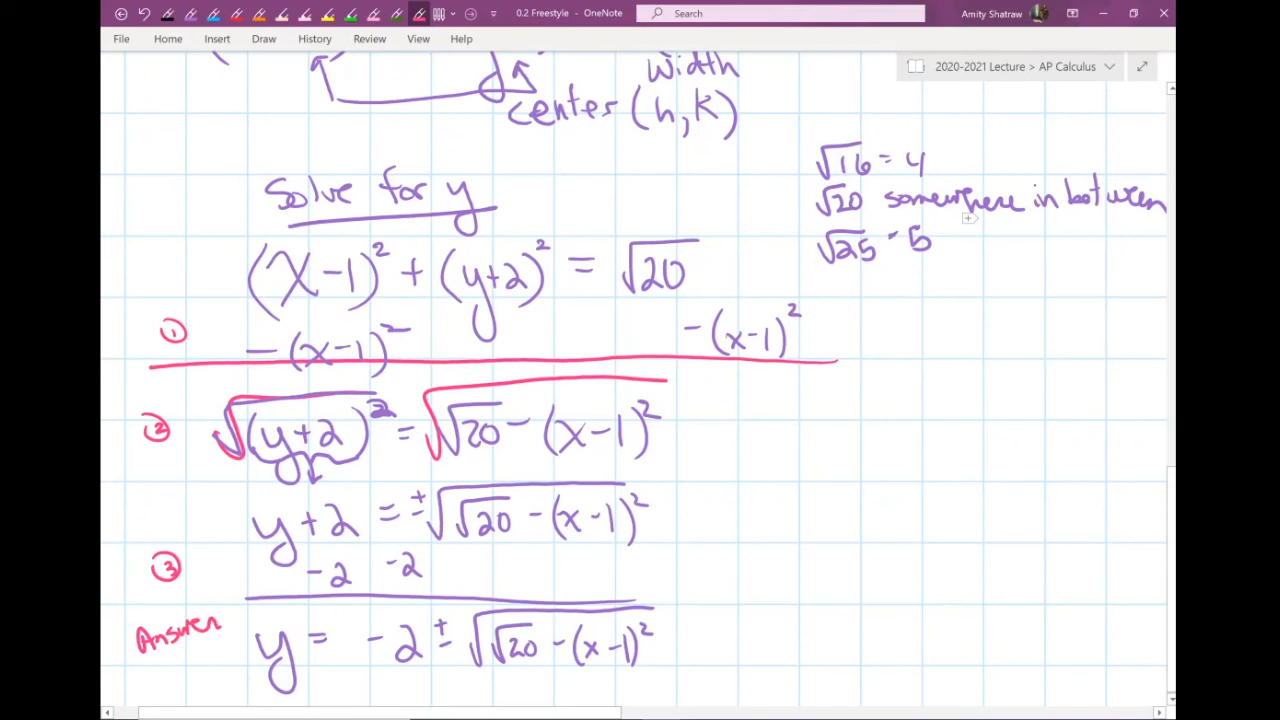 0.2 Freestyle - OneNote
Search
Amity Shatraw
File Home Insert Draw History Review View Help
2020-2021 Lecture > AP Calculus
width
center (h, k)
√16 = 4
√20 somewhere in between
√25 - 5
Solve for y
(x-1)² + (y+2)² = √20
① -(x-1)² -(x-1)²
② √(y+2)² = √(√20 - (x-1)²)
y+2 = ±√(√20 - (x-1)²)
③ -2 -2
Answer y = -2 ± √(√20 - (x-1)²)